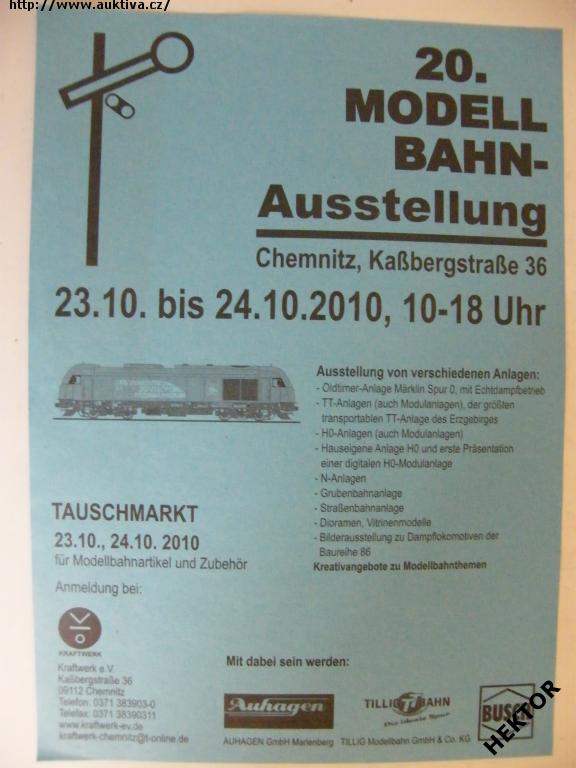 http://www.auktiva.cz/
20.
MODELL
BAHN-
Ausstellung
Chemnitz, Kaßbergstraße 36
23.10. bis 24.10.2010, 10-18 Uhr
Ausstellung von verschiedenen Anlagen:
- Oldtimer-Anlage Märklin Spur 0, mit Echtdampfbetrieb
- TT-Anlagen (auch Modulanlagen), der größten
transportablen TT-Anlage des Erzgebirges
- H0-Anlagen (auch Modulanlagen)
- Hauseigene Anlage H0 und erste Präsentation
einer digitalen H0-Modulanlage
- N-Anlagen
- Grubenbahnanlage
- Straßenbahnanlage
- Dioramen, Vitrinenmodelle
- Bilderausstellung zu Dampflokomotiven der
Baureihe 86
Kreativangebote zu Modellbahnthemen
TAUSCHMARKT
23.10., 24.10. 2010
für Modellbahnartikel und Zubehör
Anmeldung bei:
KRAFTWERK
Kraftwerk e.V.
Kaßbergstraße 36
09112 Chemnitz
Telefon: 0371 383903-0
Telefax: 0371 38390311
www.kraftwerk-ev.de
kraftwerk-chemnitz@t-online.de
Mit dabei sein werden:
Auhagen
AUHAGEN GmbH Marienberg
TILLIG TT BAHN
Die ideale Spur
TILLIG Modellbahn GmbH & Co. KG
BUSCH
HEKTOR